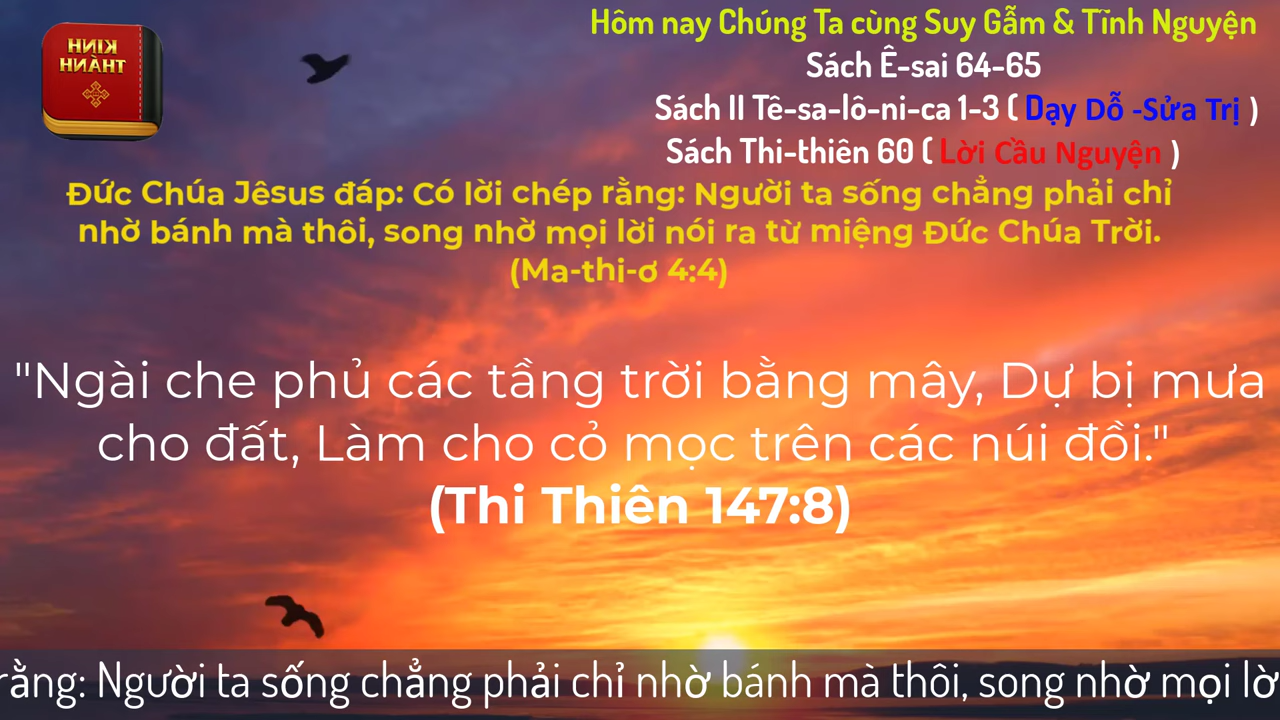 KINH
THÁNH
Hôm nay Chúng Ta cùng Suy Gẫm & Tĩnh Nguyện
Sách Ê-sai 64-65
Sách II Tê-sa-lô-ni-ca 1-3 ( Dạy Dỗ -Sửa Trị )
Sách Thi-thiên 60 ( Lời Cầu Nguyện )
Đức Chúa Jêsus đáp: Có lời chép rằng: Người ta sống chẳng phải chỉ
nhờ bánh mà thôi, song nhờ mọi lời nói ra từ miệng Đức Chúa Trời.
(Ma-thi-ơ 4:4)
"Ngài che phủ các tầng trời bằng mây, Dự bị mưa
cho đất, Làm cho cỏ mọc trên các núi đồi."
(Thi Thiên 147:8)
rằng: Người ta sống chẳng phải chỉ nhờ bánh mà thôi, song nhờ mọi lờ